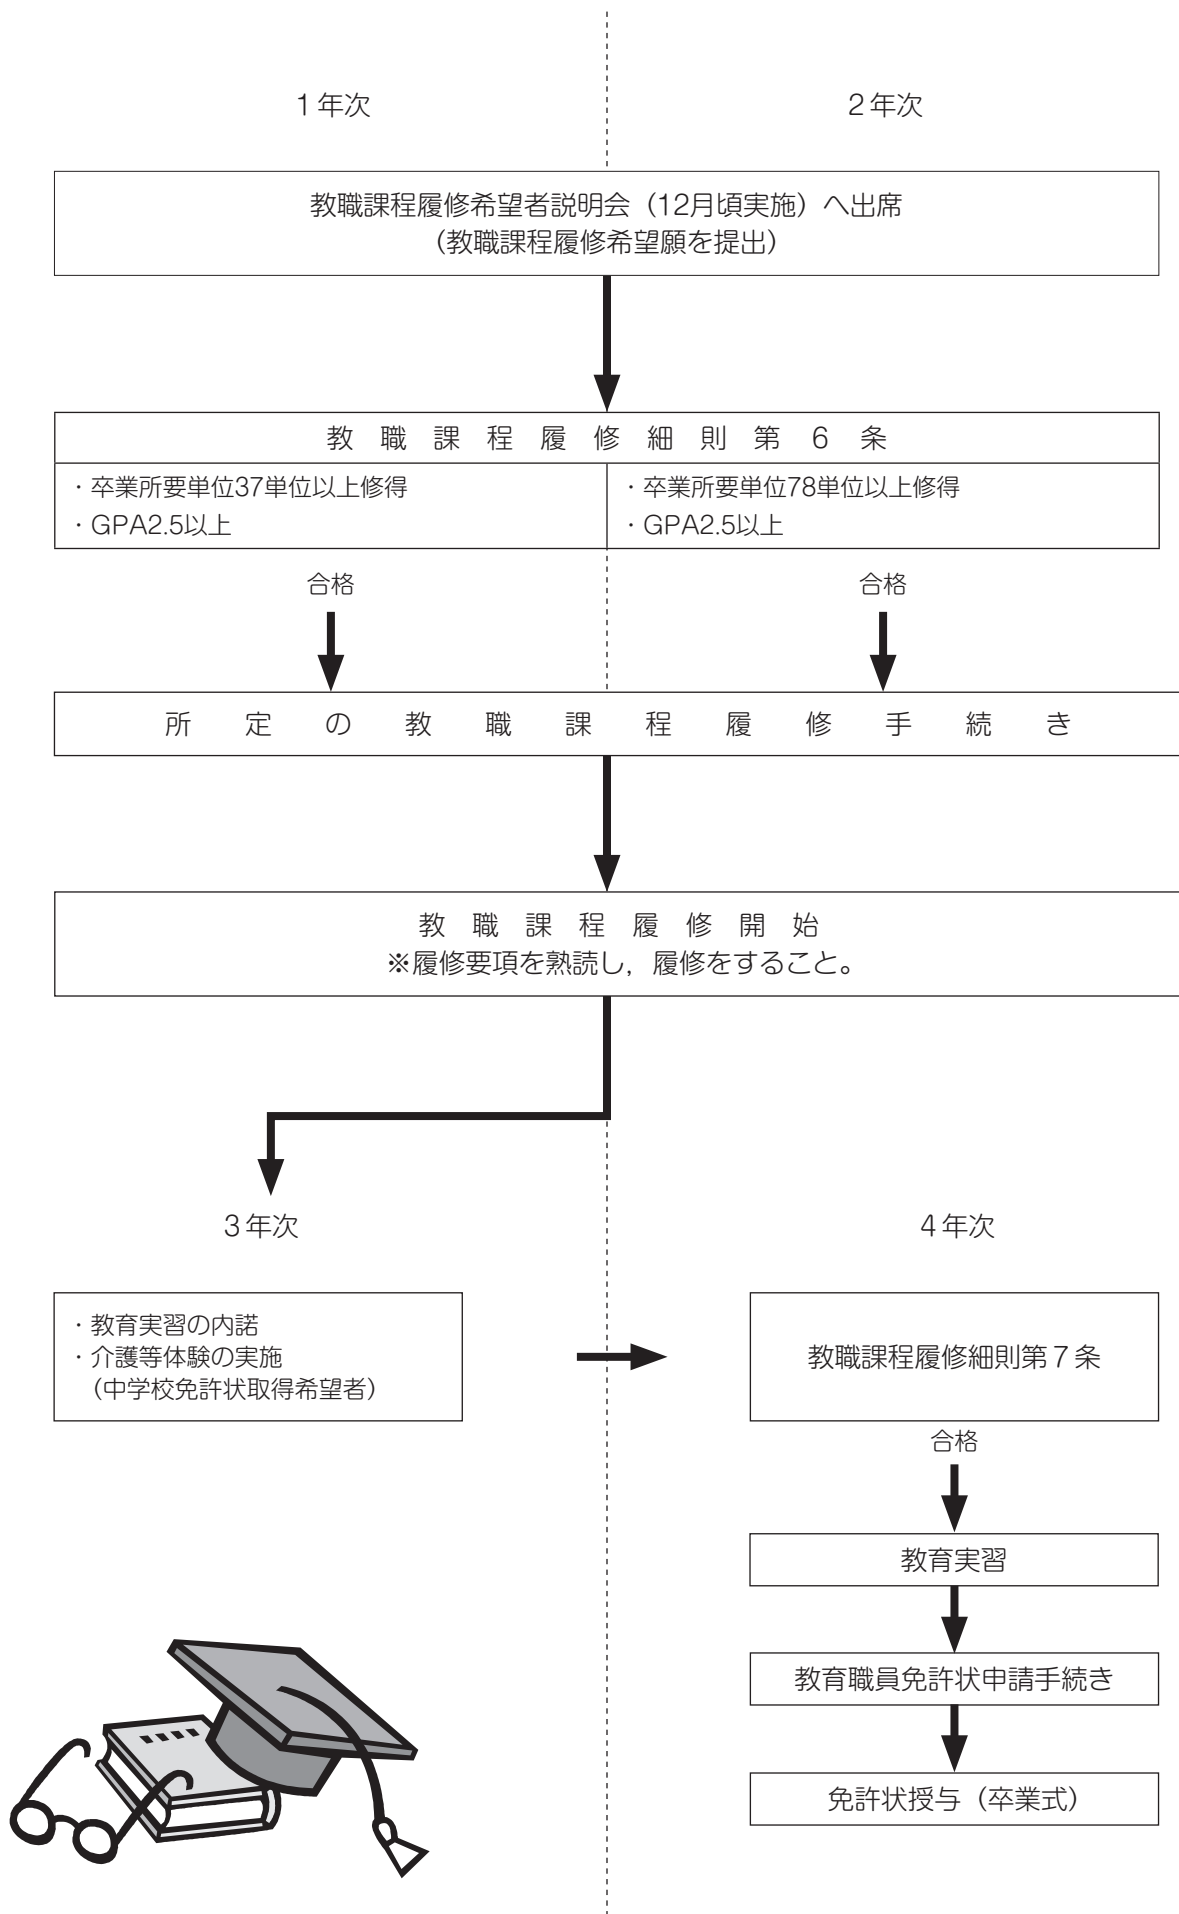 1年次
2年次
教職課程履修希望者説明会（12月頃実施）へ出席
（教職課程履修希望願を提出）
教職課程履修細則第6条
・卒業所要単位37単位以上修得
・GPA2.5以上
・卒業所要単位78単位以上修得
・GPA2.5以上
合格
合格
所定の教職課程履修手続き
教職課程履修開始
※履修要項を熟読し，履修をすること。
3年次
4年次
・教育実習の内諾
・介護等体験の実施
（中学校免許状取得希望者）
教職課程履修細則第7条
合格
教育実習
教育職員免許状申請手続き
免許状授与（卒業式）